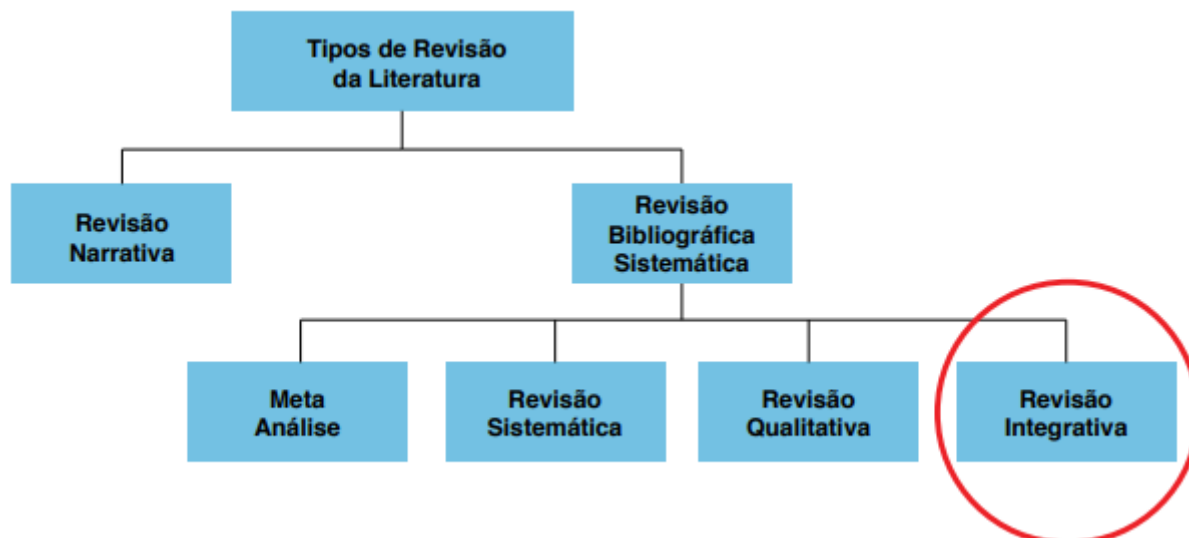 Tipos de Revisão
da Literatura
Revisão
Narrativa
Revisão
Bibliográfica
Sistemática
Meta
Análise
Revisão
Sistemática
Revisão
Qualitativa
Revisão
Integrativa